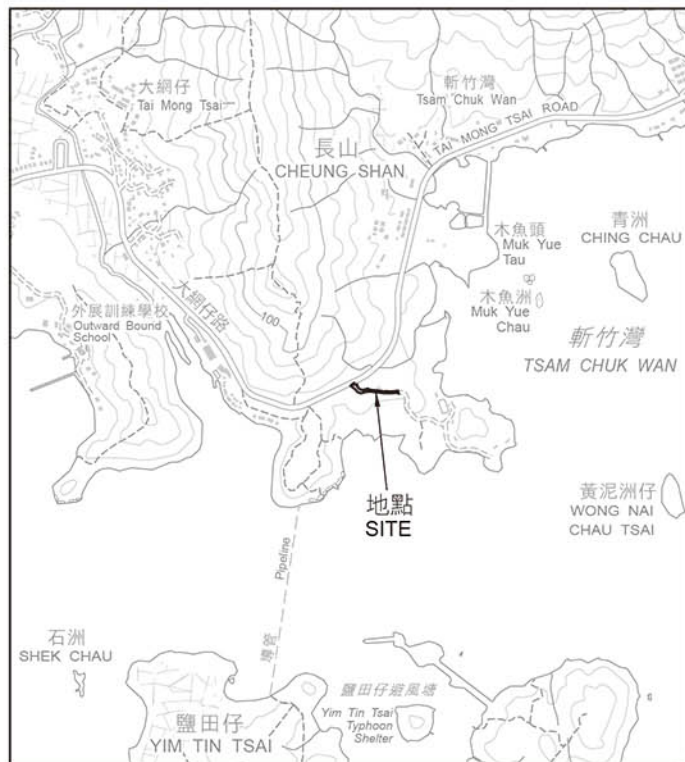 大網仔
Tai Mong Tsai
斬竹灣
Tsam Chuk Wan
TAI MONG TSAI ROAD
長山
CHEUNG SHAN
青洲
CHING CHAU
木魚頭
Muk Yue
Tau
木魚洲
Muk Yue
Chau
外展訓練學校
Outward Bound
School
大網仔路
100
斬竹灣
TSAM CHUK WAN
地點
SITE
黃泥洲仔
WONG NAI
CHAU TSAI
Pipeline
導管
石洲
SHEK CHAU
鹽田仔
YIM TIN TSAI
鹽田仔避風塘
Yim Tin Tsai
Typhoon
Shelter